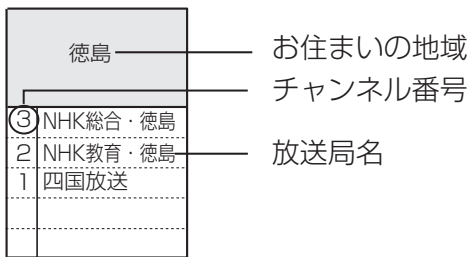 徳島
お住まいの地域
チャンネル番号
3 NHK総合・徳島
2 NHK教育・徳島
放送局名
1 四国放送